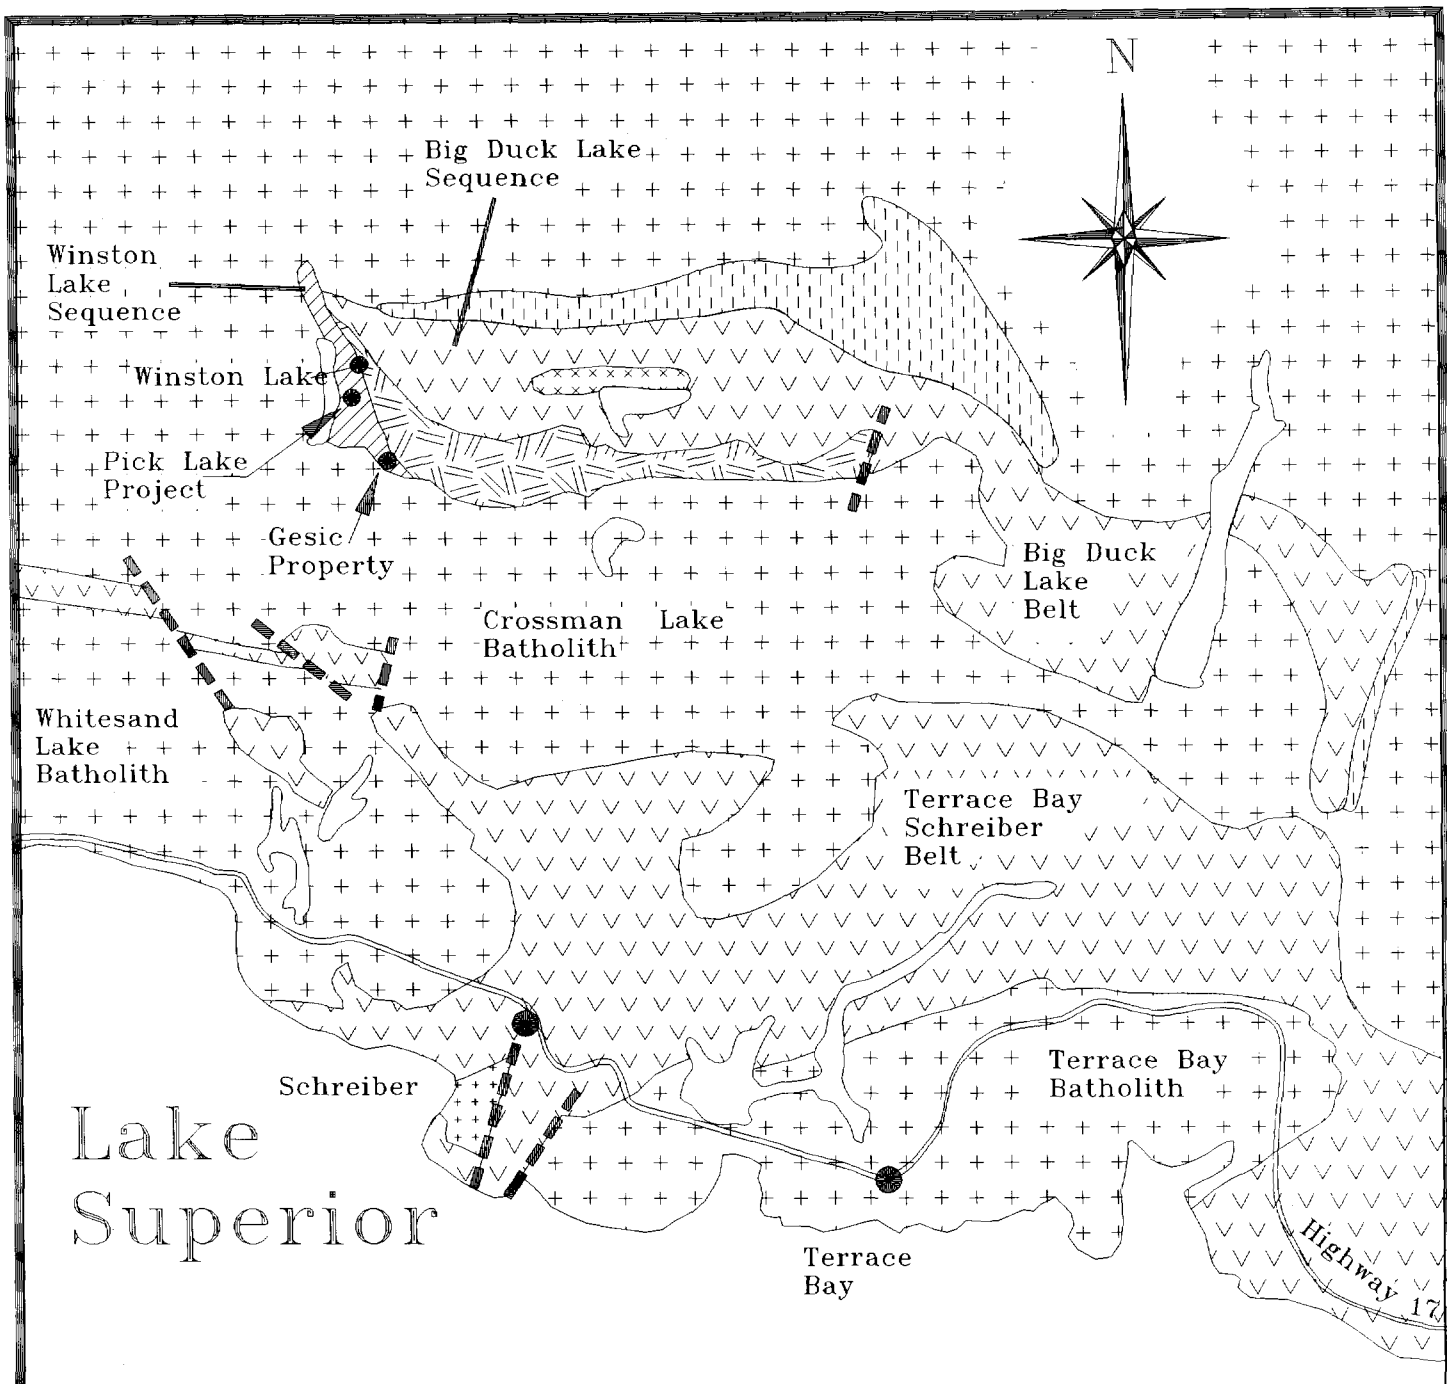 N
Big Duck Lake
Sequence
Winston
Lake
Sequence
Winston Lake
Pick Lake
Project
Gesic
Property
Big Duck
Lake
Belt
Crossman Lake
Batholith
Whitesand
Lake
Batholith
Terrace Bay
Schreiber
Belt
Terrace Bay
Batholith
Schreiber
Lake
Superior
Terrace
Bay
Highway 17